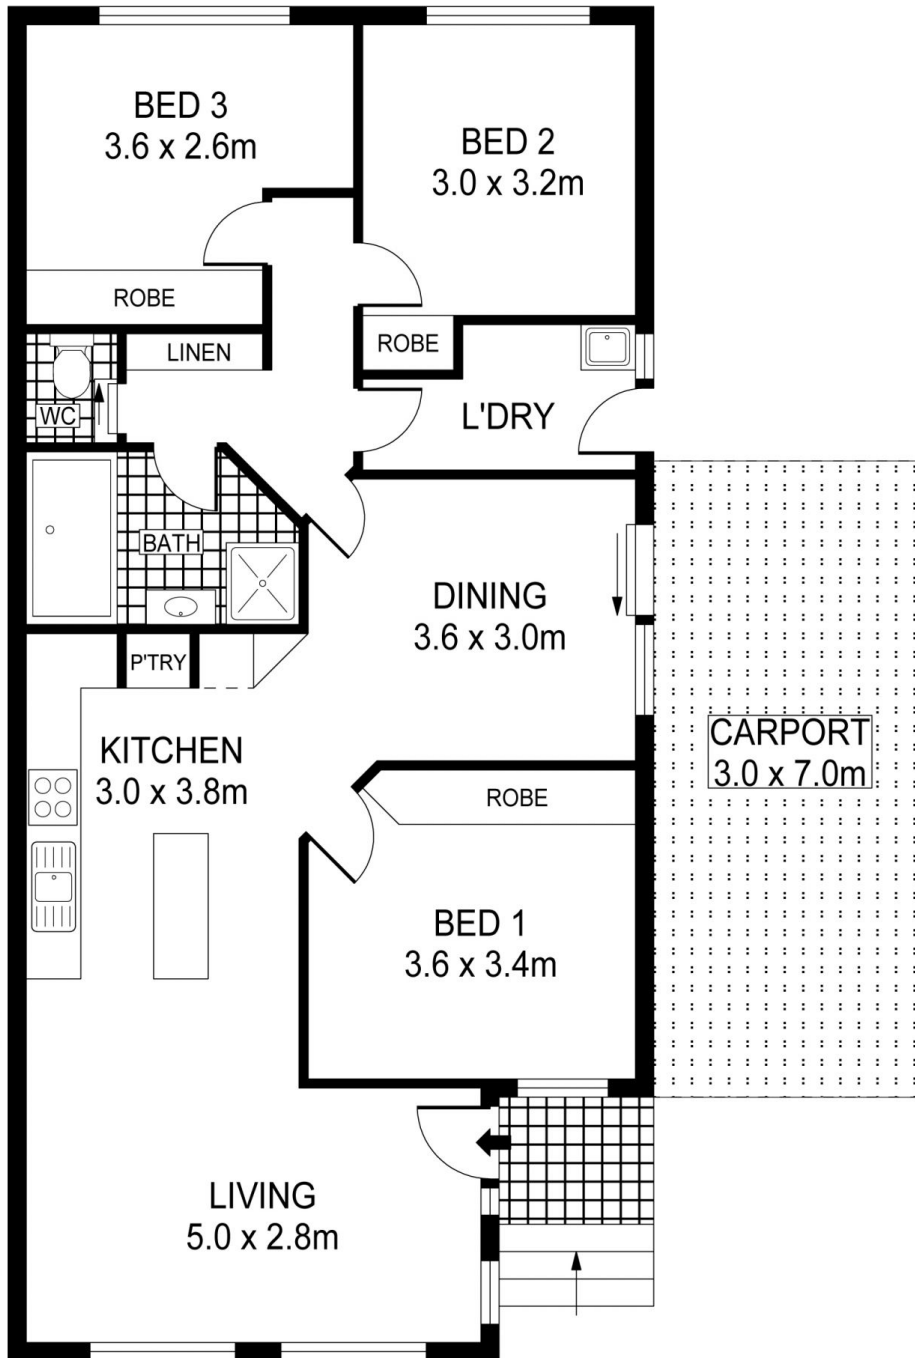 BED 3
3.6 x 2.6m
BED 2
3.0 x 3.2m
ROBE
LINEN
ROBE
WC
L'DRY
BATH
DINING
3.6 x 3.0m
P'TRY
KITCHEN
3.0 x 3.8m
CARPORT
3.0 x 7.0m
ROBE
BED 1
3.6 x 3.4m
LIVING
5.0 x 2.8m